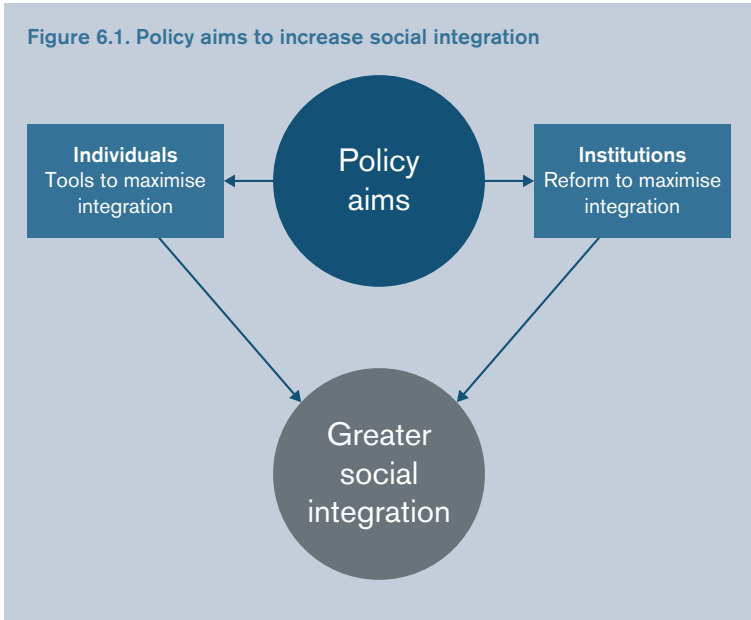 Figure 6.1. Policy aims to increase social integration
Individuals
Tools to maximise
integration
Policy
aims
Institutions
Reform to maximise
integration
Greater
social
integration